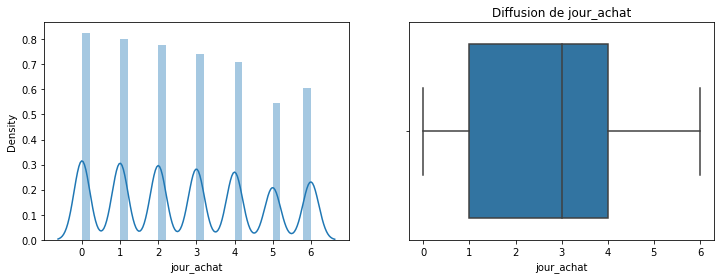 Diffusion de jour_achat
0.8
0.7
0.6
0.5
0.4
0.3
0.2
0.1
0.0
Density
0 1 2 3 4 5 6
jour_achat
0 1 2 3 4 5 6
jour_achat